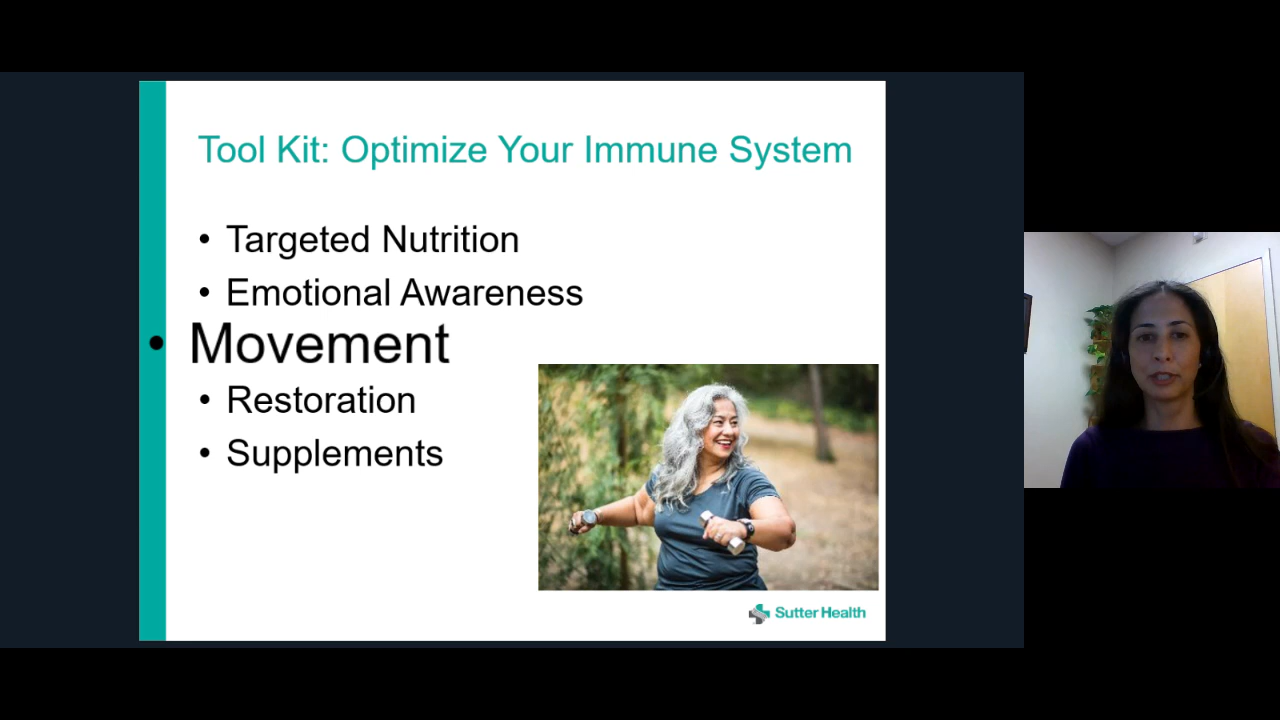 Tool Kit: Optimize Your Immune System
• Targeted Nutrition
• Emotional Awareness
• Movement
• Restoration
• Supplements
Sutter Health